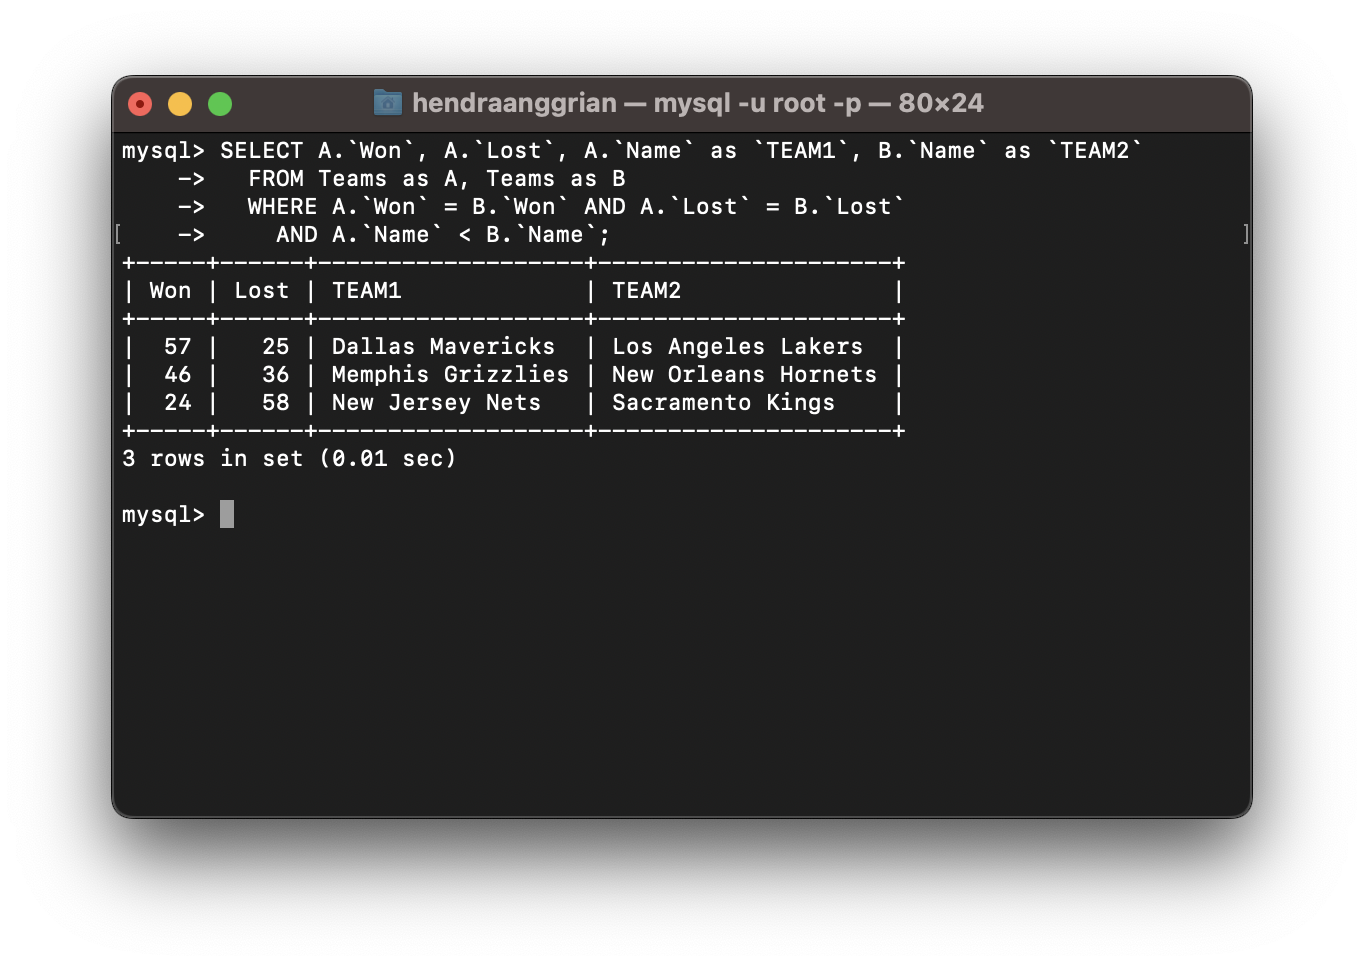 hendraanggrian — mysql -u root -p — 80×24
mysql> SELECT A.`Won`, A.`Lost`, A.`Name` as `TEAM1`, B.`Name` as `TEAM2`
    ->   FROM Teams as A, Teams as B
    ->   WHERE A.`Won` = B.`Won` AND A.`Lost` = B.`Lost`
[    ->     AND A.`Name` < B.`Name`; ]
+-----+------+-------------------+---------------------+
| Won | Lost | TEAM1             | TEAM2               |
+-----+------+-------------------+---------------------+
|  57 |   25 | Dallas Mavericks  | Los Angeles Lakers  |
|  46 |   36 | Memphis Grizzlies | New Orleans Hornets |
|  24 |   58 | New Jersey Nets   | Sacramento Kings    |
+-----+------+-------------------+---------------------+
3 rows in set (0.01 sec)
mysql>